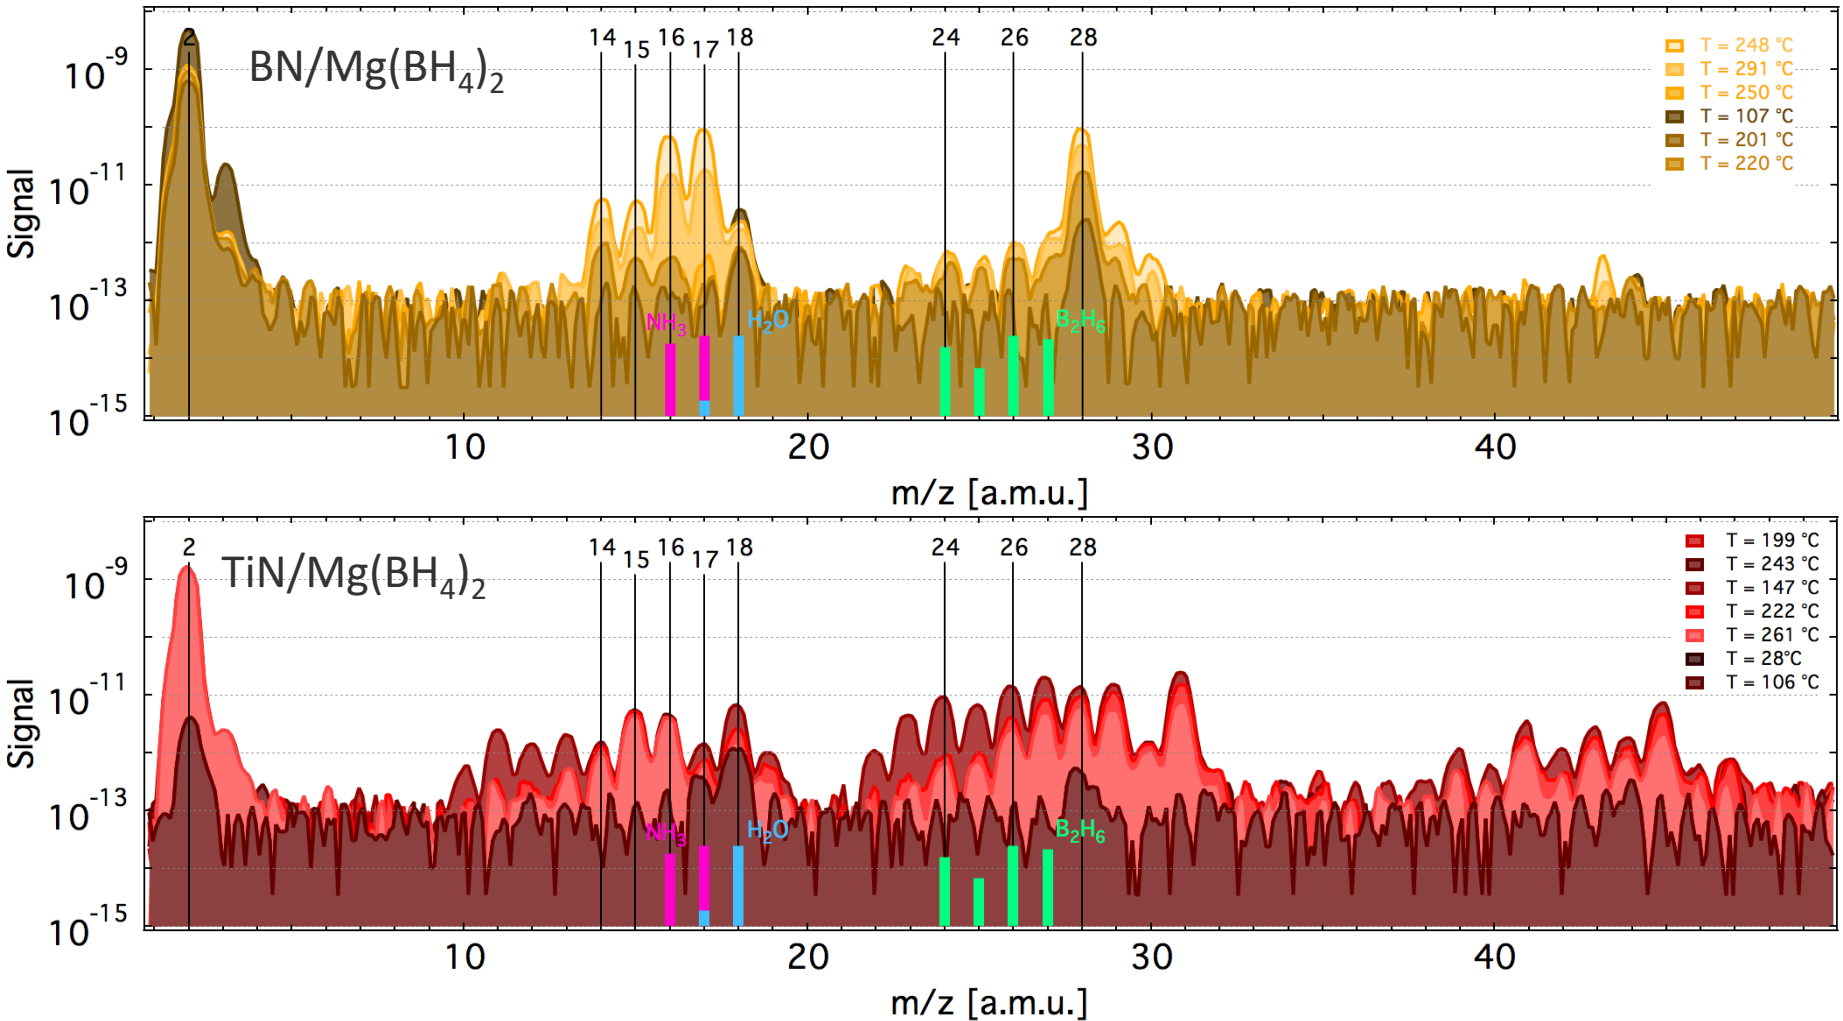 2 14 15 16 17 18 24 26 28
BN/Mg(BH4)2
T = 248 °C
T = 291 °C
T = 250 °C
T = 107 °C
T = 201 °C
T = 220 °C
Signal
10-9
10-11
10-13
10-15
NH3 H2O B2H6
10 20 30 40
m/z [a.m.u.]
2 14 15 16 17 18 24 26 28
TiN/Mg(BH4)2
T = 199 °C
T = 243 °C
T = 147 °C
T = 222 °C
T = 261 °C
T = 28°C
T = 106 °C
Signal
10-9
10-11
10-13
10-15
NH3 H2O B2H6
10 20 30 40
m/z [a.m.u.]